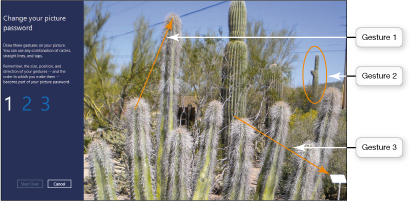 Change your picture
password
Draw three gestures on your picture.
You can use any combination of circles,
straight lines, and taps.
Remember, the size, position, and
direction of your gestures — and the
order in which you make them —
become part of your picture password.
1 2 3
Start Over Cancel
Gesture 1
Gesture 2
Gesture 3